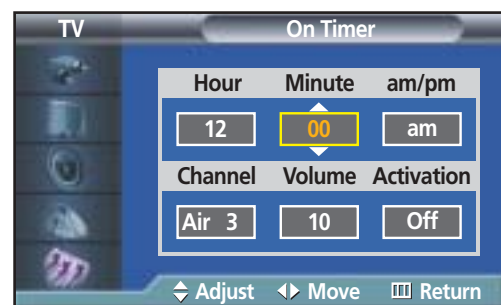 TV On Timer
Hour Minute am/pm
12 00 am
Channel Volume Activation
Air 3 10 Off
Adjust Move Return